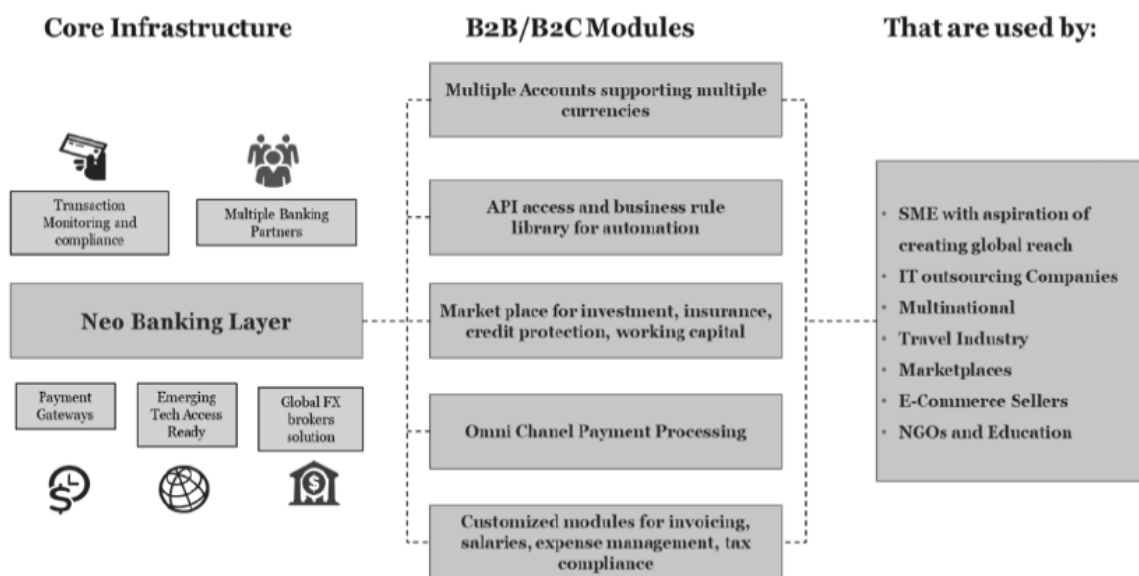 Core Infrastructure
B2B/B2C Modules
That are used by:
Transaction
Monitoring and
compliance
Multiple Banking
Partners
Neo Banking Layer
Payment
Gateways
Emerging
Tech Access
Ready
Global FX
brokers
solution
Multiple Accounts supporting multiple
currencies
API access and business rule
library for automation
Market place for investment, insurance,
credit protection, working capital
Omni Chanel Payment Processing
Customized modules for invoicing,
salaries, expense management, tax
compliance
• SME with aspiration of
creating global reach
• IT outsourcing Companies
• Multinational
• Travel Industry
• Marketplaces
• E-Commerce Sellers
• NGOs and Education